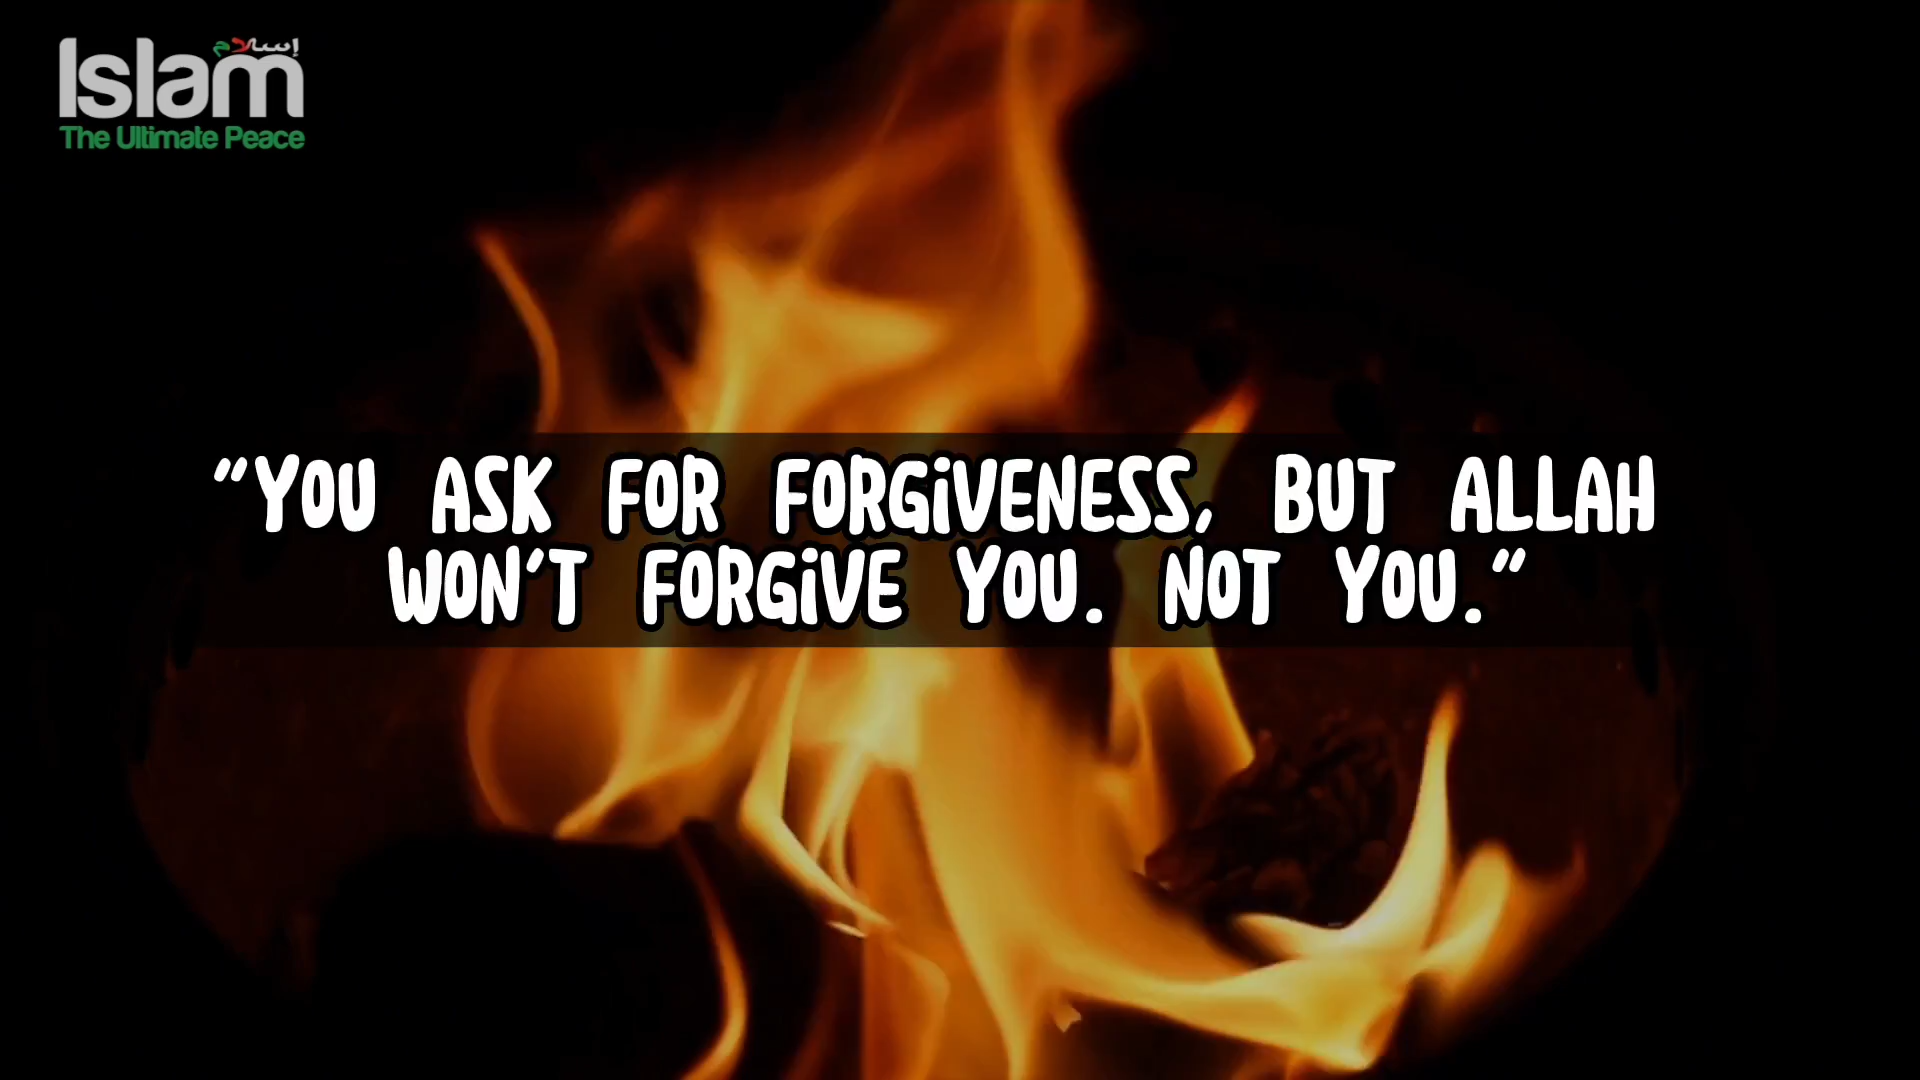 إسلام
Islam
The Ultimate Peace
"YOU ASK FOR FORGiVENESS, BUT ALLAH
WON'T FORGiVE YOU. NOT YOU."